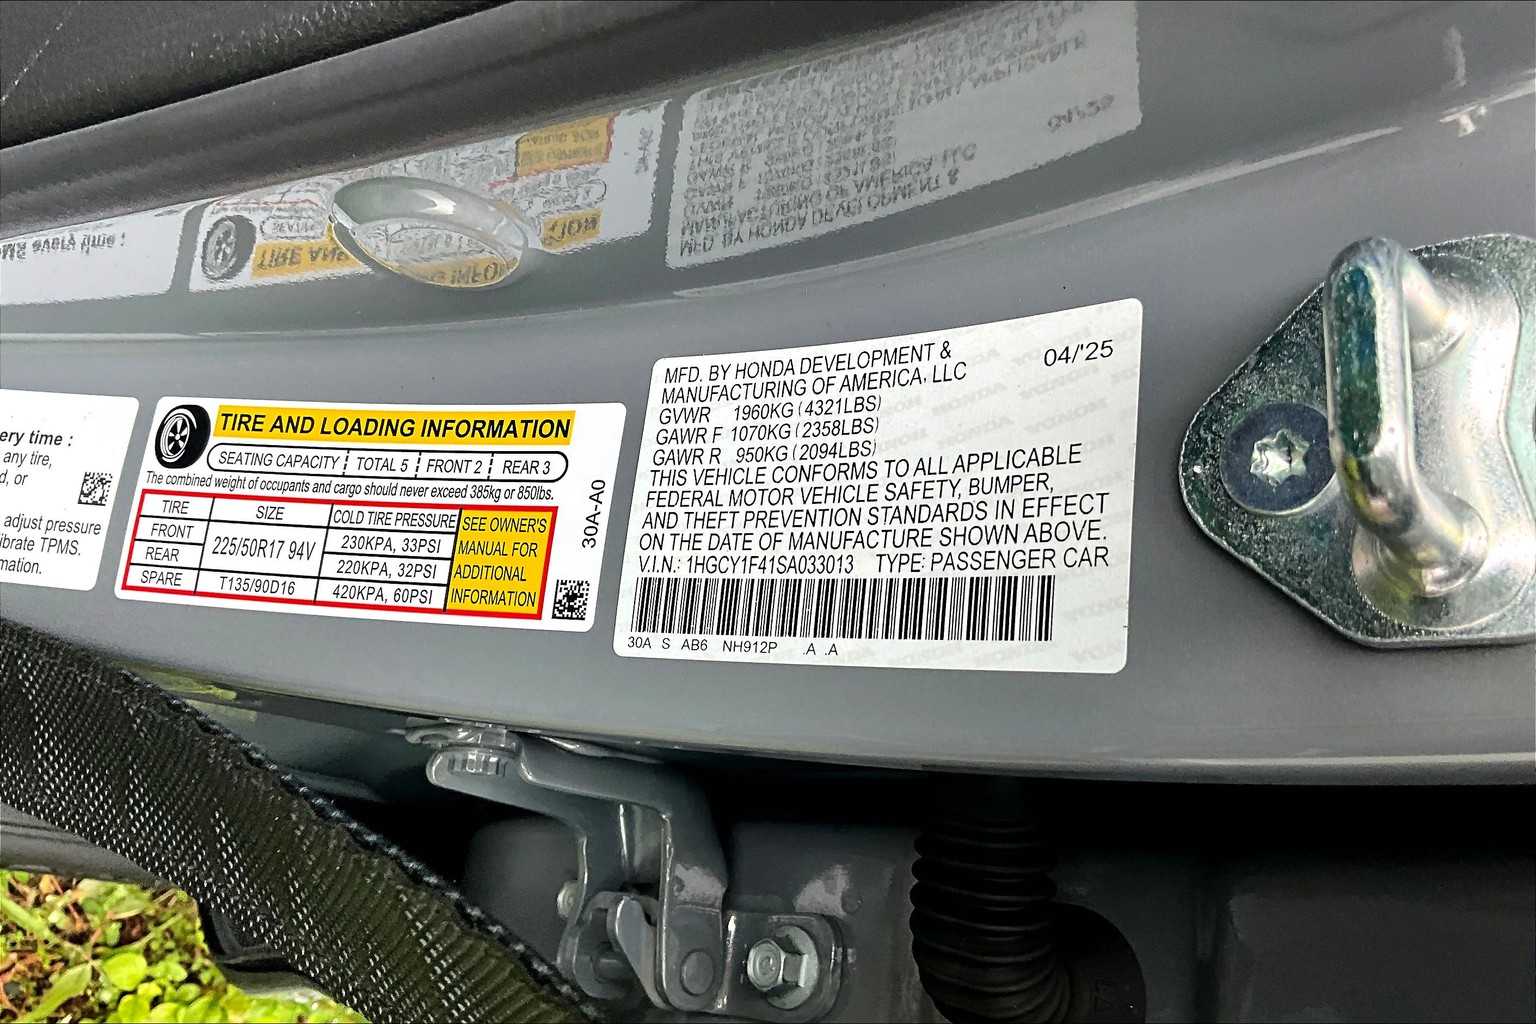 ery time :
any tire,
d, or
adjust pressure
ibrate TPMS.
mation.
TIRE AND LOADING INFORMATION
SEATING CAPACITY TOTAL 5 FRONT 2 REAR 3
The combined weight of occupants and cargo should never exceed 385kg or 850lbs.
TIRE SIZE COLD TIRE PRESSURE
FRONT 225/50R17 94V 230KPA, 33PSI
REAR 220KPA, 32PSI
SPARE T135/90D16 420KPA, 60PSI
SEE OWNER'S
MANUAL FOR
ADDITIONAL
INFORMATION
30A-A0
MFD. BY HONDA DEVELOPMENT &
MANUFACTURING OF AMERICA, LLC
04/'25
GVWR 1960KG (4321LBS)
GAWR F 1070KG (2358LBS)
GAWR R 950KG (2094LBS)
THIS VEHICLE CONFORMS TO ALL APPLICABLE
FEDERAL MOTOR VEHICLE SAFETY, BUMPER,
AND THEFT PREVENTION STANDARDS IN EFFECT
ON THE DATE OF MANUFACTURE SHOWN ABOVE.
V.I.N.: 1HGCY1F41SA033013 TYPE: PASSENGER CAR
30A S AB6 NH912P .A .A